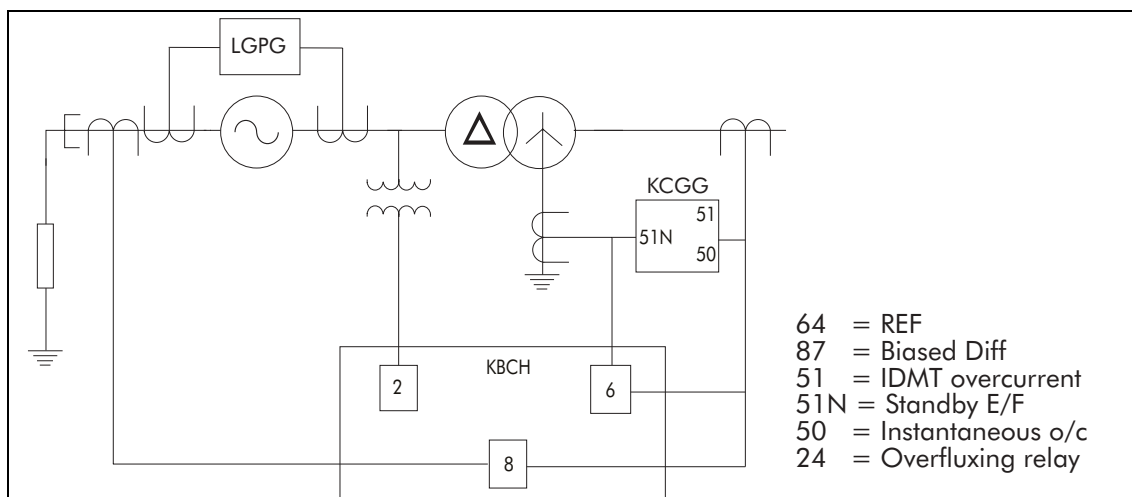 LGPG
KCGG
51
51N
50
KBCH
2
6
8
64 = REF
87 = Biased Diff
51 = IDMT overcurrent
51N = Standby E/F
50 = Instantaneous o/c
24 = Overfluxing relay